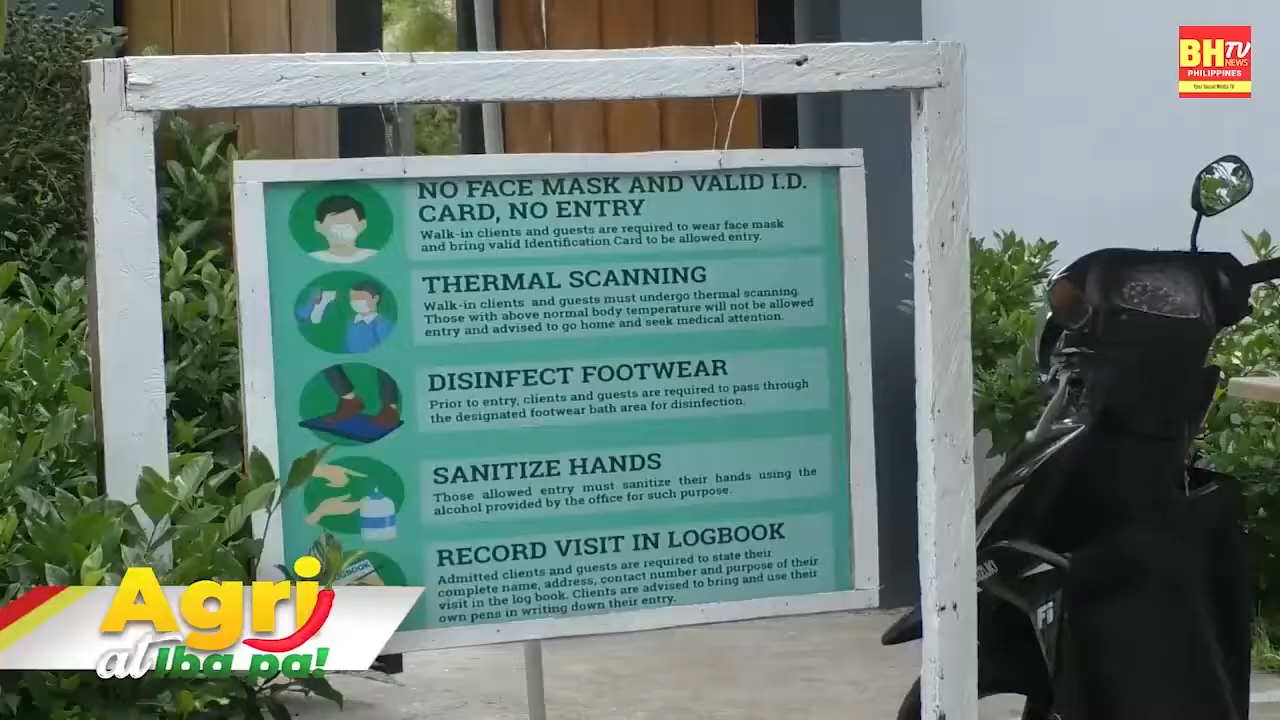 BHTV
NEWS
PHILIPPINES
Your Social Media TV
NO FACE MASK AND VALID I.D.
CARD, NO ENTRY
Walk-in clients and guests are required to wear face mask
and bring valid Identification Card to be allowed entry.
THERMAL SCANNING
Walk-in clients and guests must undergo thermal scanning.
Those with above normal body temperature will not be allowed
entry and advised to go home and seek medical attention.
DISINFECT FOOTWEAR
Prior to entry, clients and guests are required to pass through
the designated footwear bath area for disinfection.
SANITIZE HANDS
Those allowed entry must sanitize their hands using the
alcohol provided by the office for such purpose.
RECORD VISIT IN LOGBOOK
Admitted clients and guests are required to state their
complete name, address, contact number and purpose of their
visit in the log book. Clients are advised to bring and use their
own pens in writing down their entry.
Agri
at Iba pa!
Fi